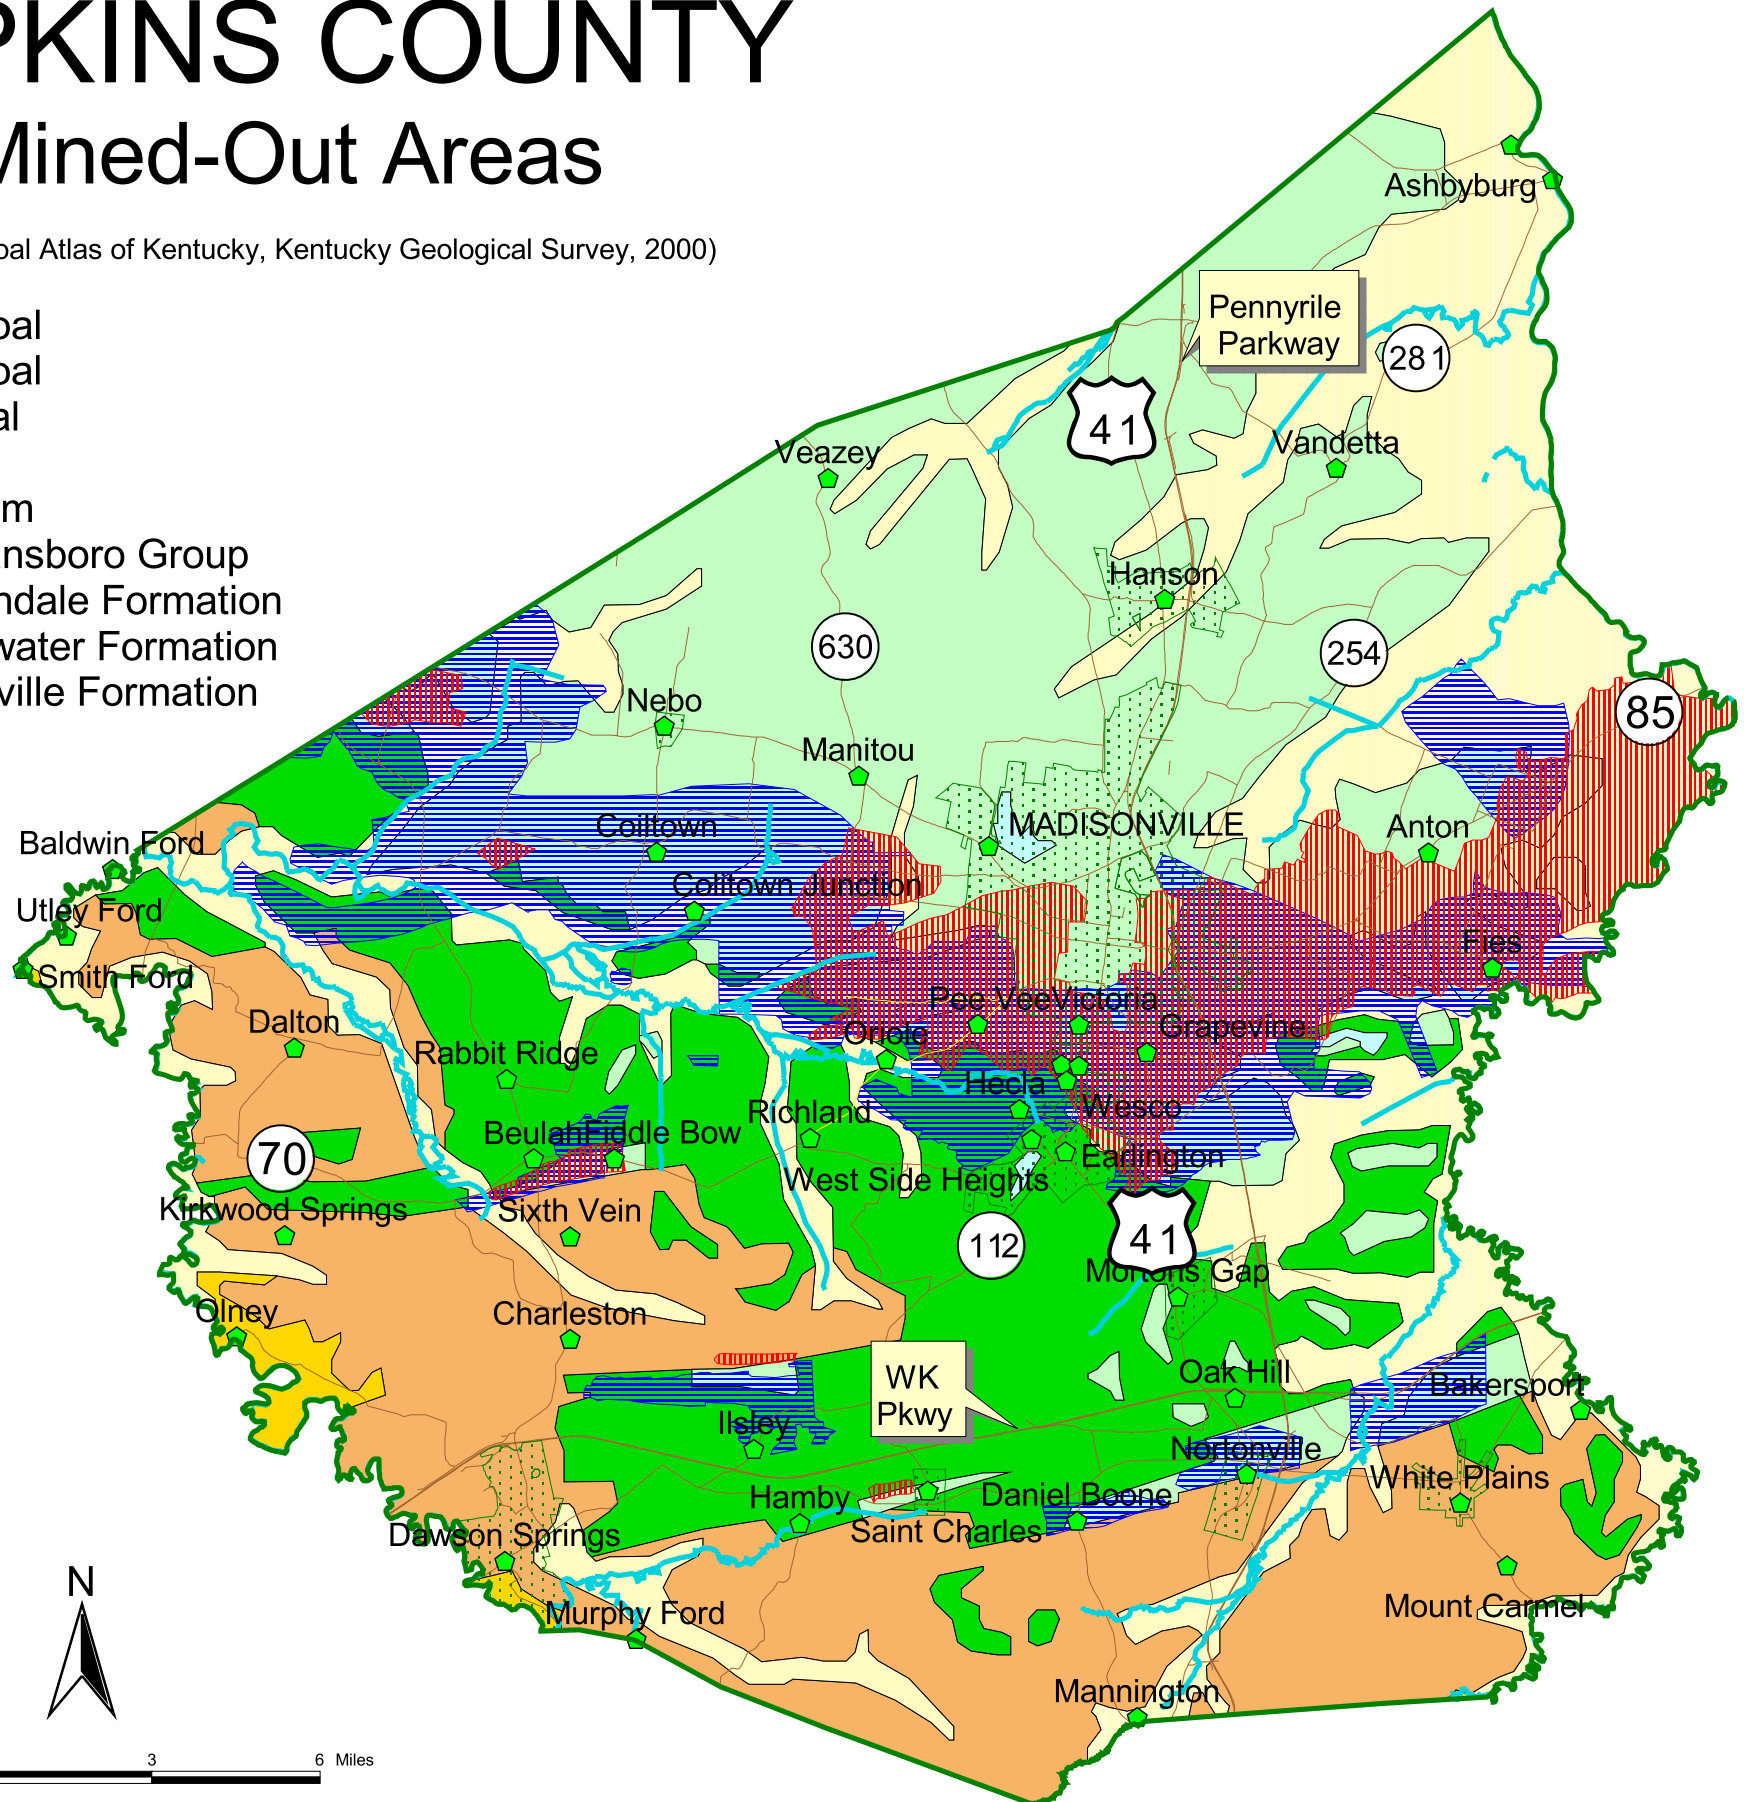 PKINS COUNTY
Mined-Out Areas
oal Atlas of Kentucky, Kentucky Geological Survey, 2000)
oal
oal
al
m
nsboro Group
ndale Formation
water Formation
ville Formation
Ashbyburg
Pennyrile
Parkway
281
41
Vandetta
Veazey
Hanson
630
254
Nebo
85
Manitou
MADISONVILLE
Anton
Coiltown
Baldwin Ford
Coiltown Junction
Utley Ford
Fies
Smith Ford
Pee Vee
Victoria
Dalton
Grapevine
Oriole
Rabbit Ridge
Hecla
Richland
Wesco
Beulah
Fiddle Bow
70
Earlington
West Side Heights
Kirkwood Springs
Sixth Vein
112
41
Mortons Gap
Olney
Charleston
WK
Pkwy
Oak Hill
Bakersport
Ilsley
Nortonville
White Plains
Hamby
Daniel Boone
Saint Charles
Dawson Springs
N
Murphy Ford
Mount Carmel
Mannington
3 6 Miles